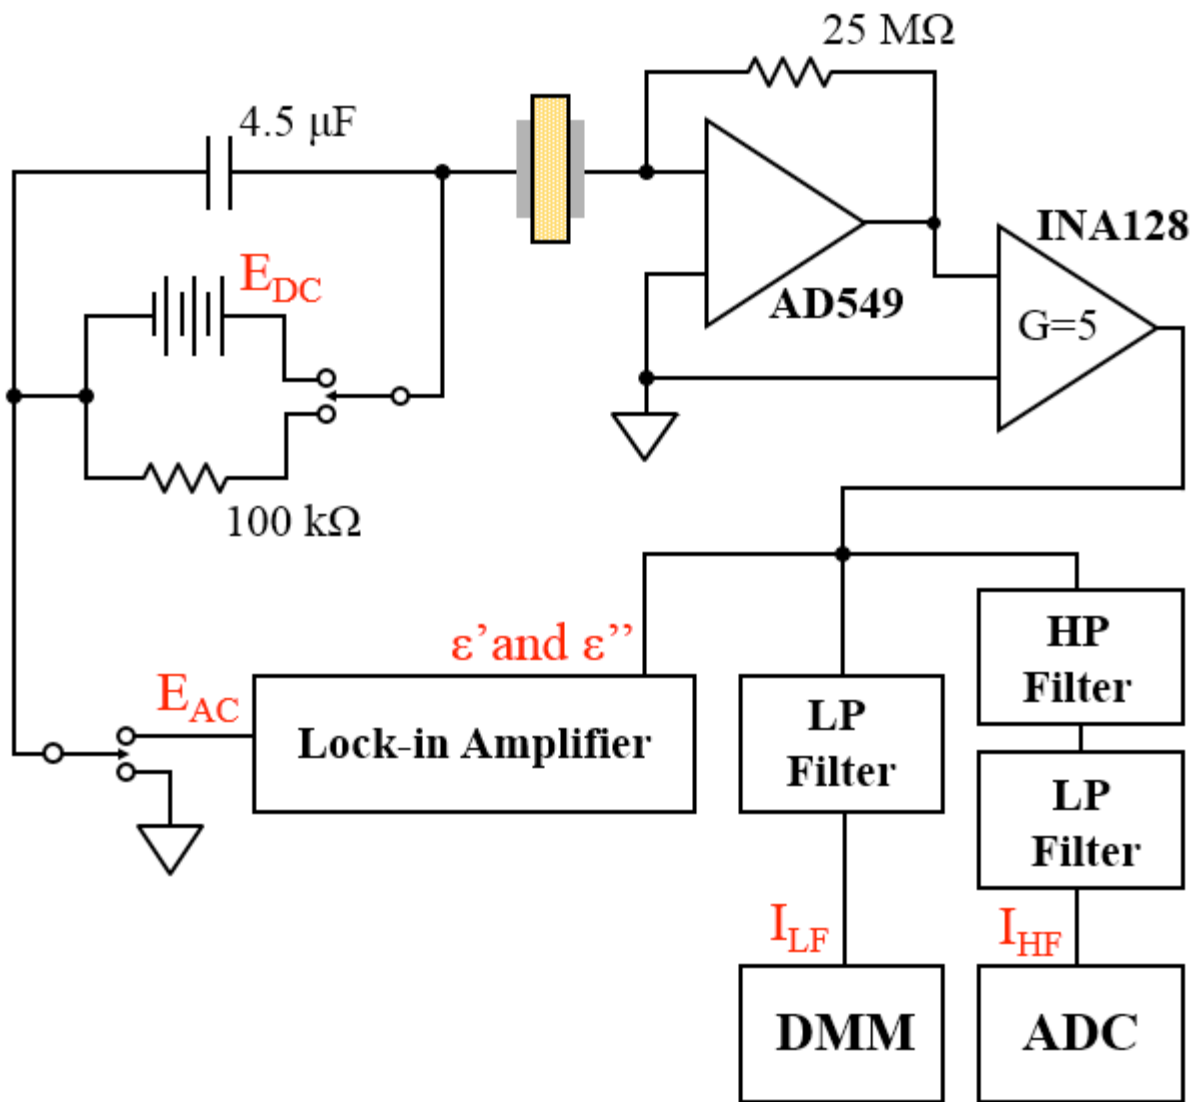 25 MΩ
4.5 μF
INA128
E_DC
AD549
G=5
100 kΩ
ε’and ε’’
HP
Filter
E_AC
Lock-in Amplifier
LP
Filter
LP
Filter
I_LF
I_HF
DMM
ADC